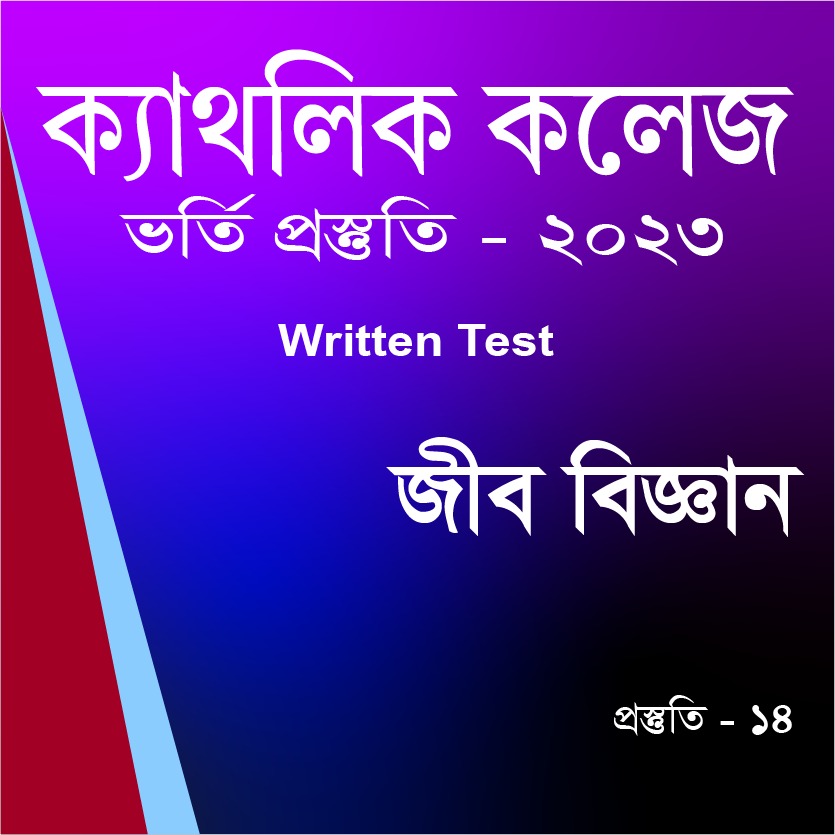 ক্যাথলিক কলেজ
ভর্তি প্রস্তুতি - ২০২৩
Written Test
জীব বিজ্ঞান
প্রস্তুতি - ১৪